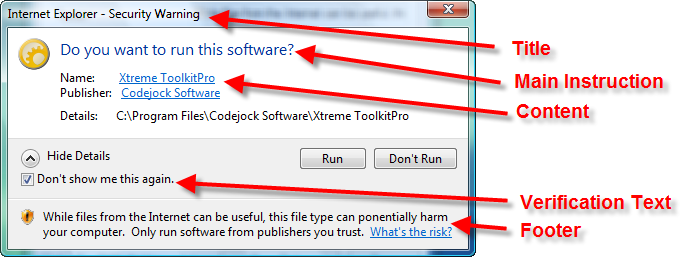 Internet Explorer - Security Warning
Title
Do you want to run this software?
Main Instruction
Name: Xtreme ToolkitPro
Publisher: Codejock Software
Content
Details: C:\Program Files\Codejock Software\Xtreme ToolkitPro
Hide Details
Run
Don't Run
Don't show me this again.
Verification Text
While files from the Internet can be useful, this file type can ponentially harm
your computer. Only run software from publishers you trust. What's the risk?
Footer